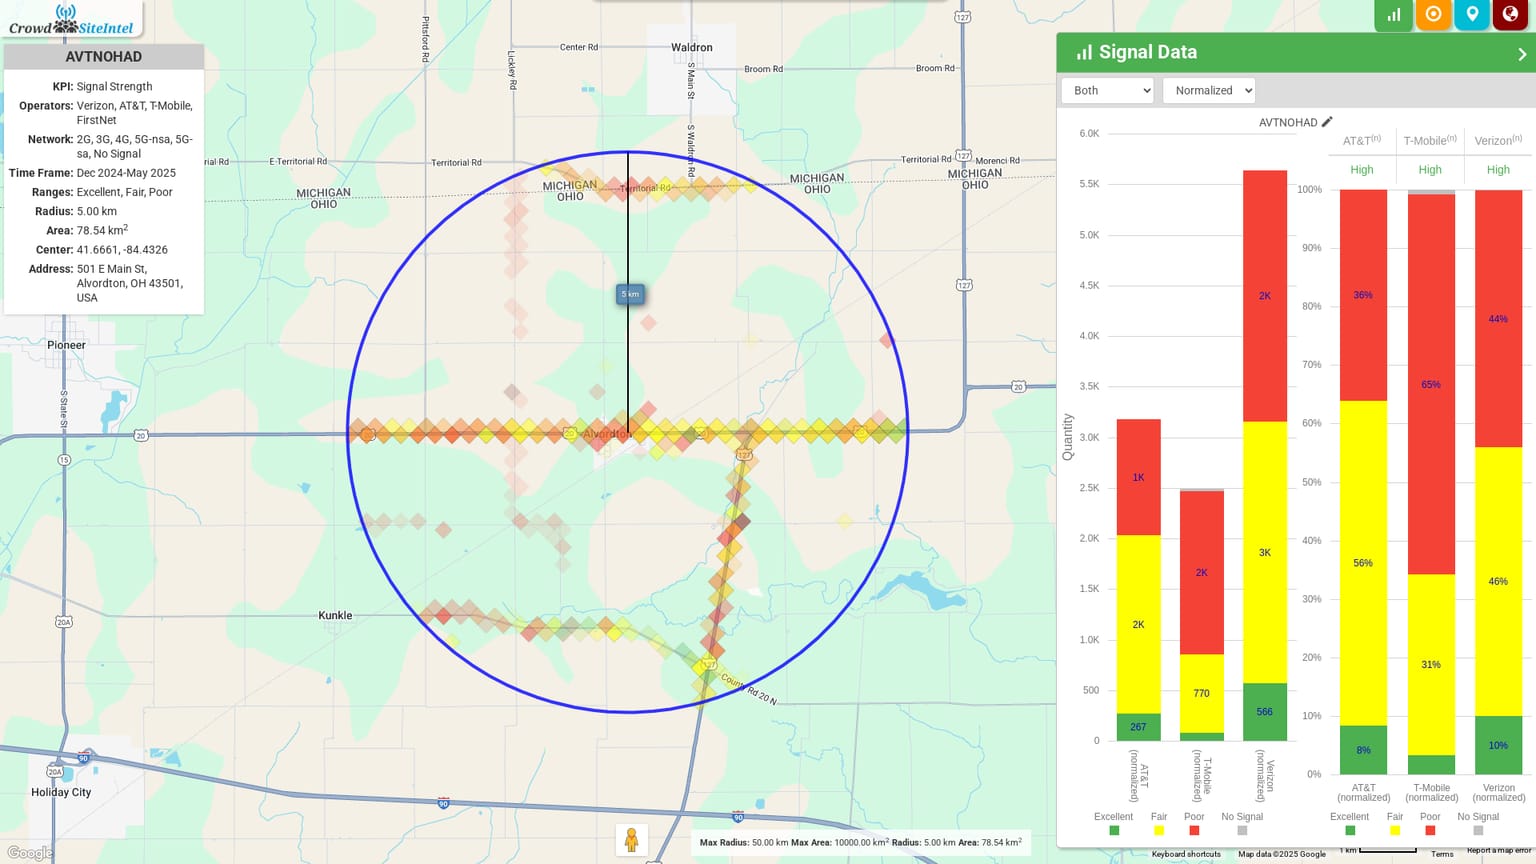 CrowdSiteIntel
AVTNOHAD
KPI: Signal Strength
Operators: Verizon, AT&T, T-Mobile,
FirstNet
Network: 2G, 3G, 4G, 5G-nsa, 5G-
sa, No Signal
Time Frame: Dec 2024-May 2025
Ranges: Excellent, Fair, Poor
Radius: 5.00 km
Area: 78.54 km2
Center: 41.6661, -84.4326
Address: 501 E Main St,
Alvordton, OH 43501,
USA
Pittsford Rd
Lickley Rd
Center Rd
Waldron
S Main St
Broad Rd
Broom Rd
127
S Waldron Rd
rial Rd
E Territorial Rd
Territorial Rd
Territorial Rd
Territorial Rd
127
Morenci Rd
MICHIGAN
OHIO
MICHIGAN
OHIO
MICHIGAN
OHIO
MICHIGAN
OHIO
5 km
127
Pioneer
S State St
20
20
15
20
Alvordton
20
127
Kunkle
20A
127
County Rd 20 N
90
20A
Holiday City
90
90
Google
Max Radius: 50.00 km Max Area: 10000.00 km2 Radius: 5.00 km Area: 78.54 km2
Keyboard shortcuts
Map data ©2025 Google
1 km
Terms
Report a map error
Signal Data
Both
Normalized
AVTNOHAD
Quantity
6.0K
5.5K
5.0K
4.5K
4.0K
3.5K
3.0K
2.5K
2.0K
1.5K
1.0K
500
0
1K
2K
267
2K
770
2K
3K
566
AT&T
(normalized)
T-Mobile
(normalized)
Verizon
(normalized)
Excellent
Fair
Poor
No Signal
AT&T(n)
T-Mobile(n)
Verizon(n)
High
High
High
100%
90%
80%
70%
60%
50%
40%
30%
20%
10%
0%
36%
56%
8%
65%
31%
44%
46%
10%
AT&T
(normalized)
T-Mobile
(normalized)
Verizon
(normalized)
Excellent
Fair
Poor
No Signal